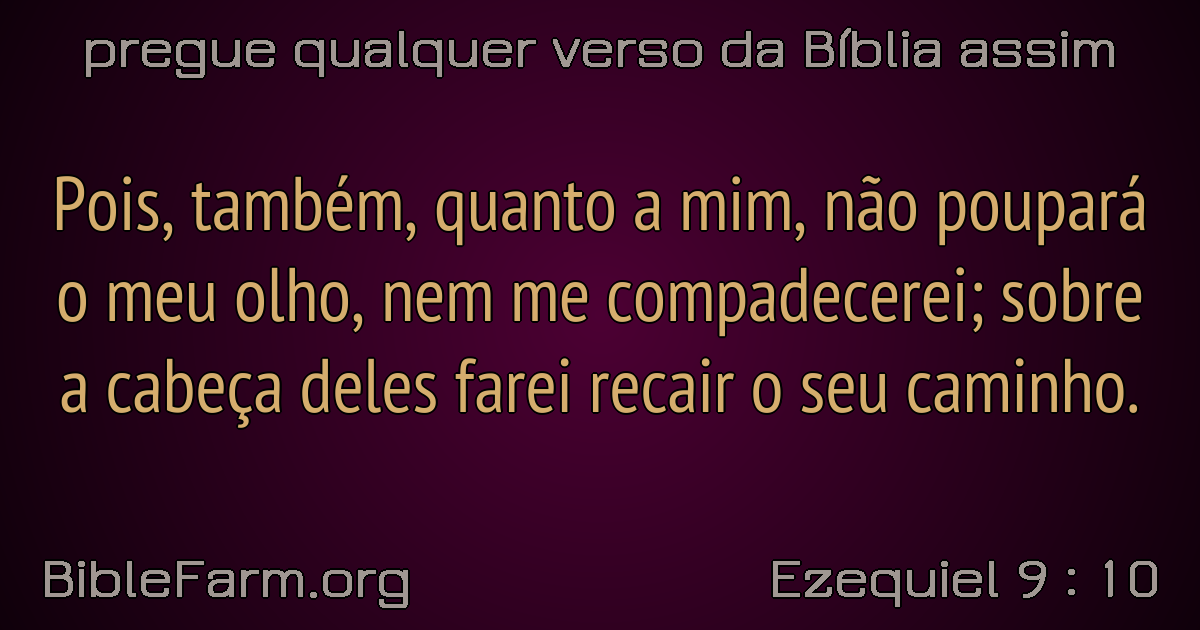 pregue qualquer verso da Bíblia assim
Pois, também, quanto a mim, não poupará
o meu olho, nem me compadecerei; sobre
a cabeça deles farei recair o seu caminho.
BibleFarm.org
Ezequiel 9 : 10